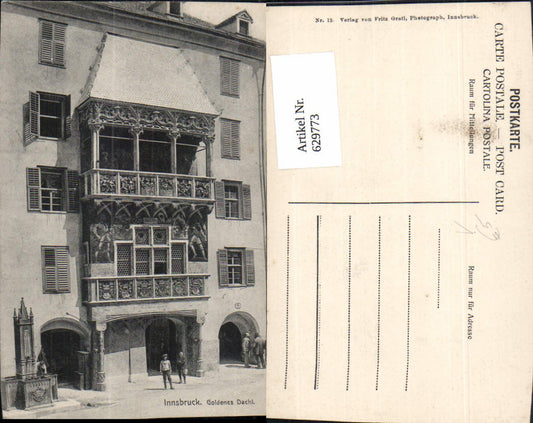 Innsbruck. Goldenes Dachl.
Nr. 15. Verlag von Fritz Gratl, Photograph, Innsbruck.
Artikel Nr.
629773
POSTKARTE.
CARTE POSTALE. — POST CARD.
CARTOLINA POSTALE.
Raum für Mitteilungen
Raum nur für Adresse